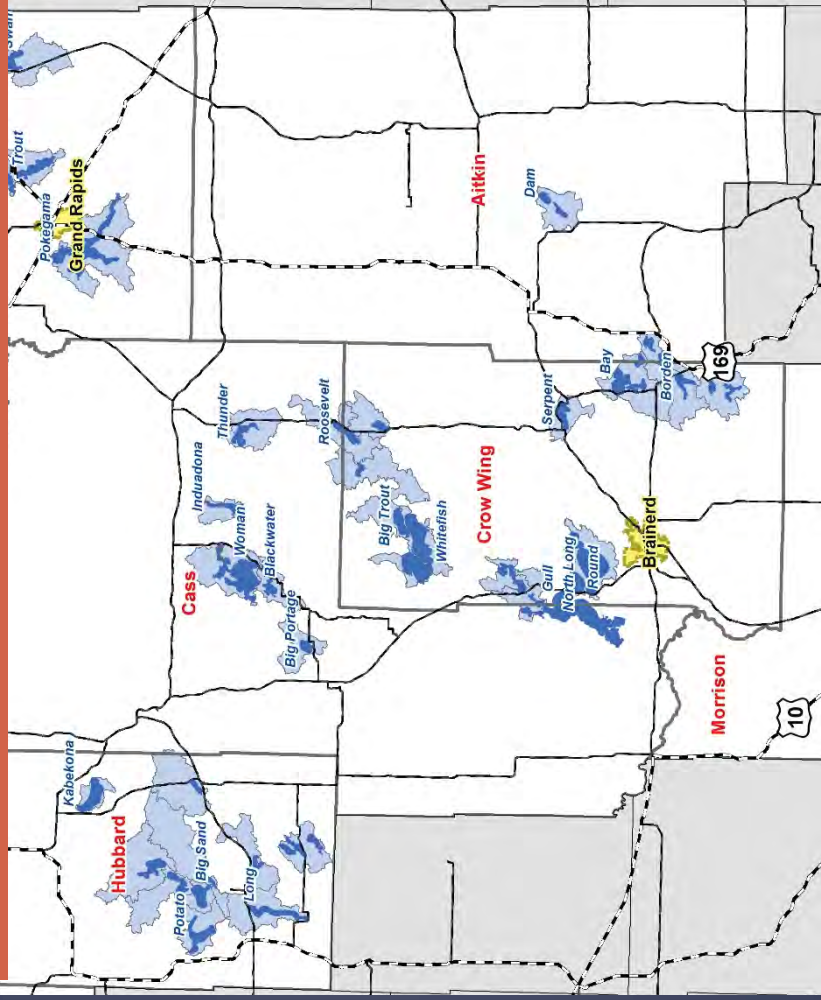 Swan
Trout
Pokegama
Grand Rapids
Aitkin
Dam
Thunder
Roosevelt
Induadona
Woman
Blackwater
Cass
Big Portage
Big Trout
Whitefish
Crow Wing
Serpent
Bay
Borden
169
Gull
North Long
Round
Brainerd
Morrison
10
Kabekona
Hubbard
Potato
Big Sand
Long